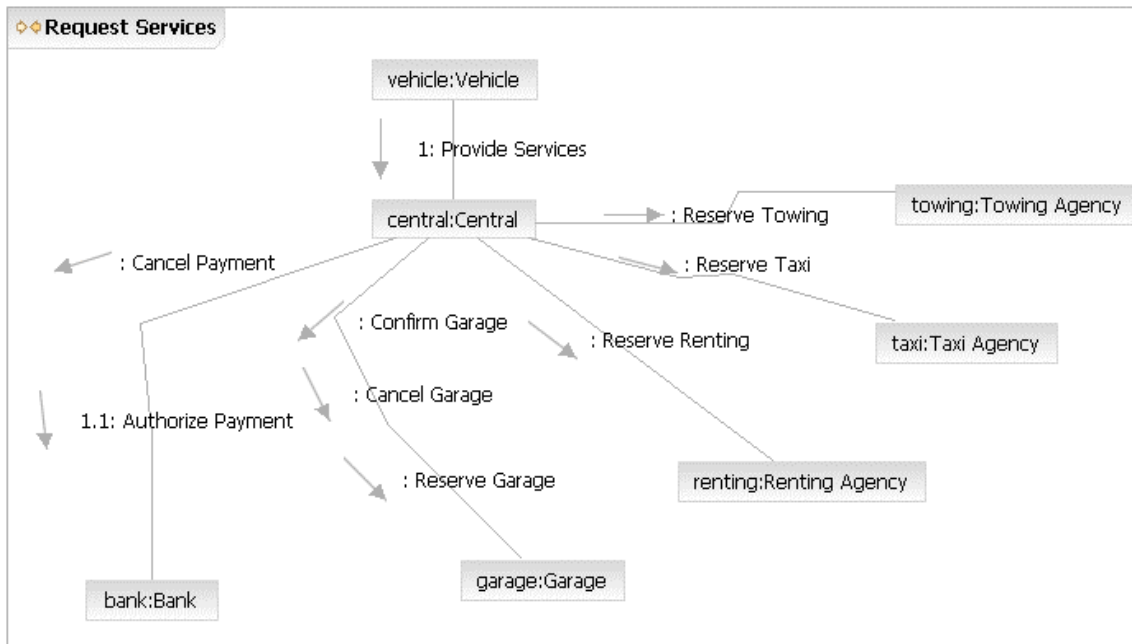 Request Services
vehicle:Vehicle
1: Provide Services
central:Central
: Reserve Towing
towing:Towing Agency
: Cancel Payment
: Reserve Taxi
: Confirm Garage
: Reserve Renting
taxi:Taxi Agency
: Cancel Garage
1.1: Authorize Payment
: Reserve Garage
renting:Renting Agency
garage:Garage
bank:Bank